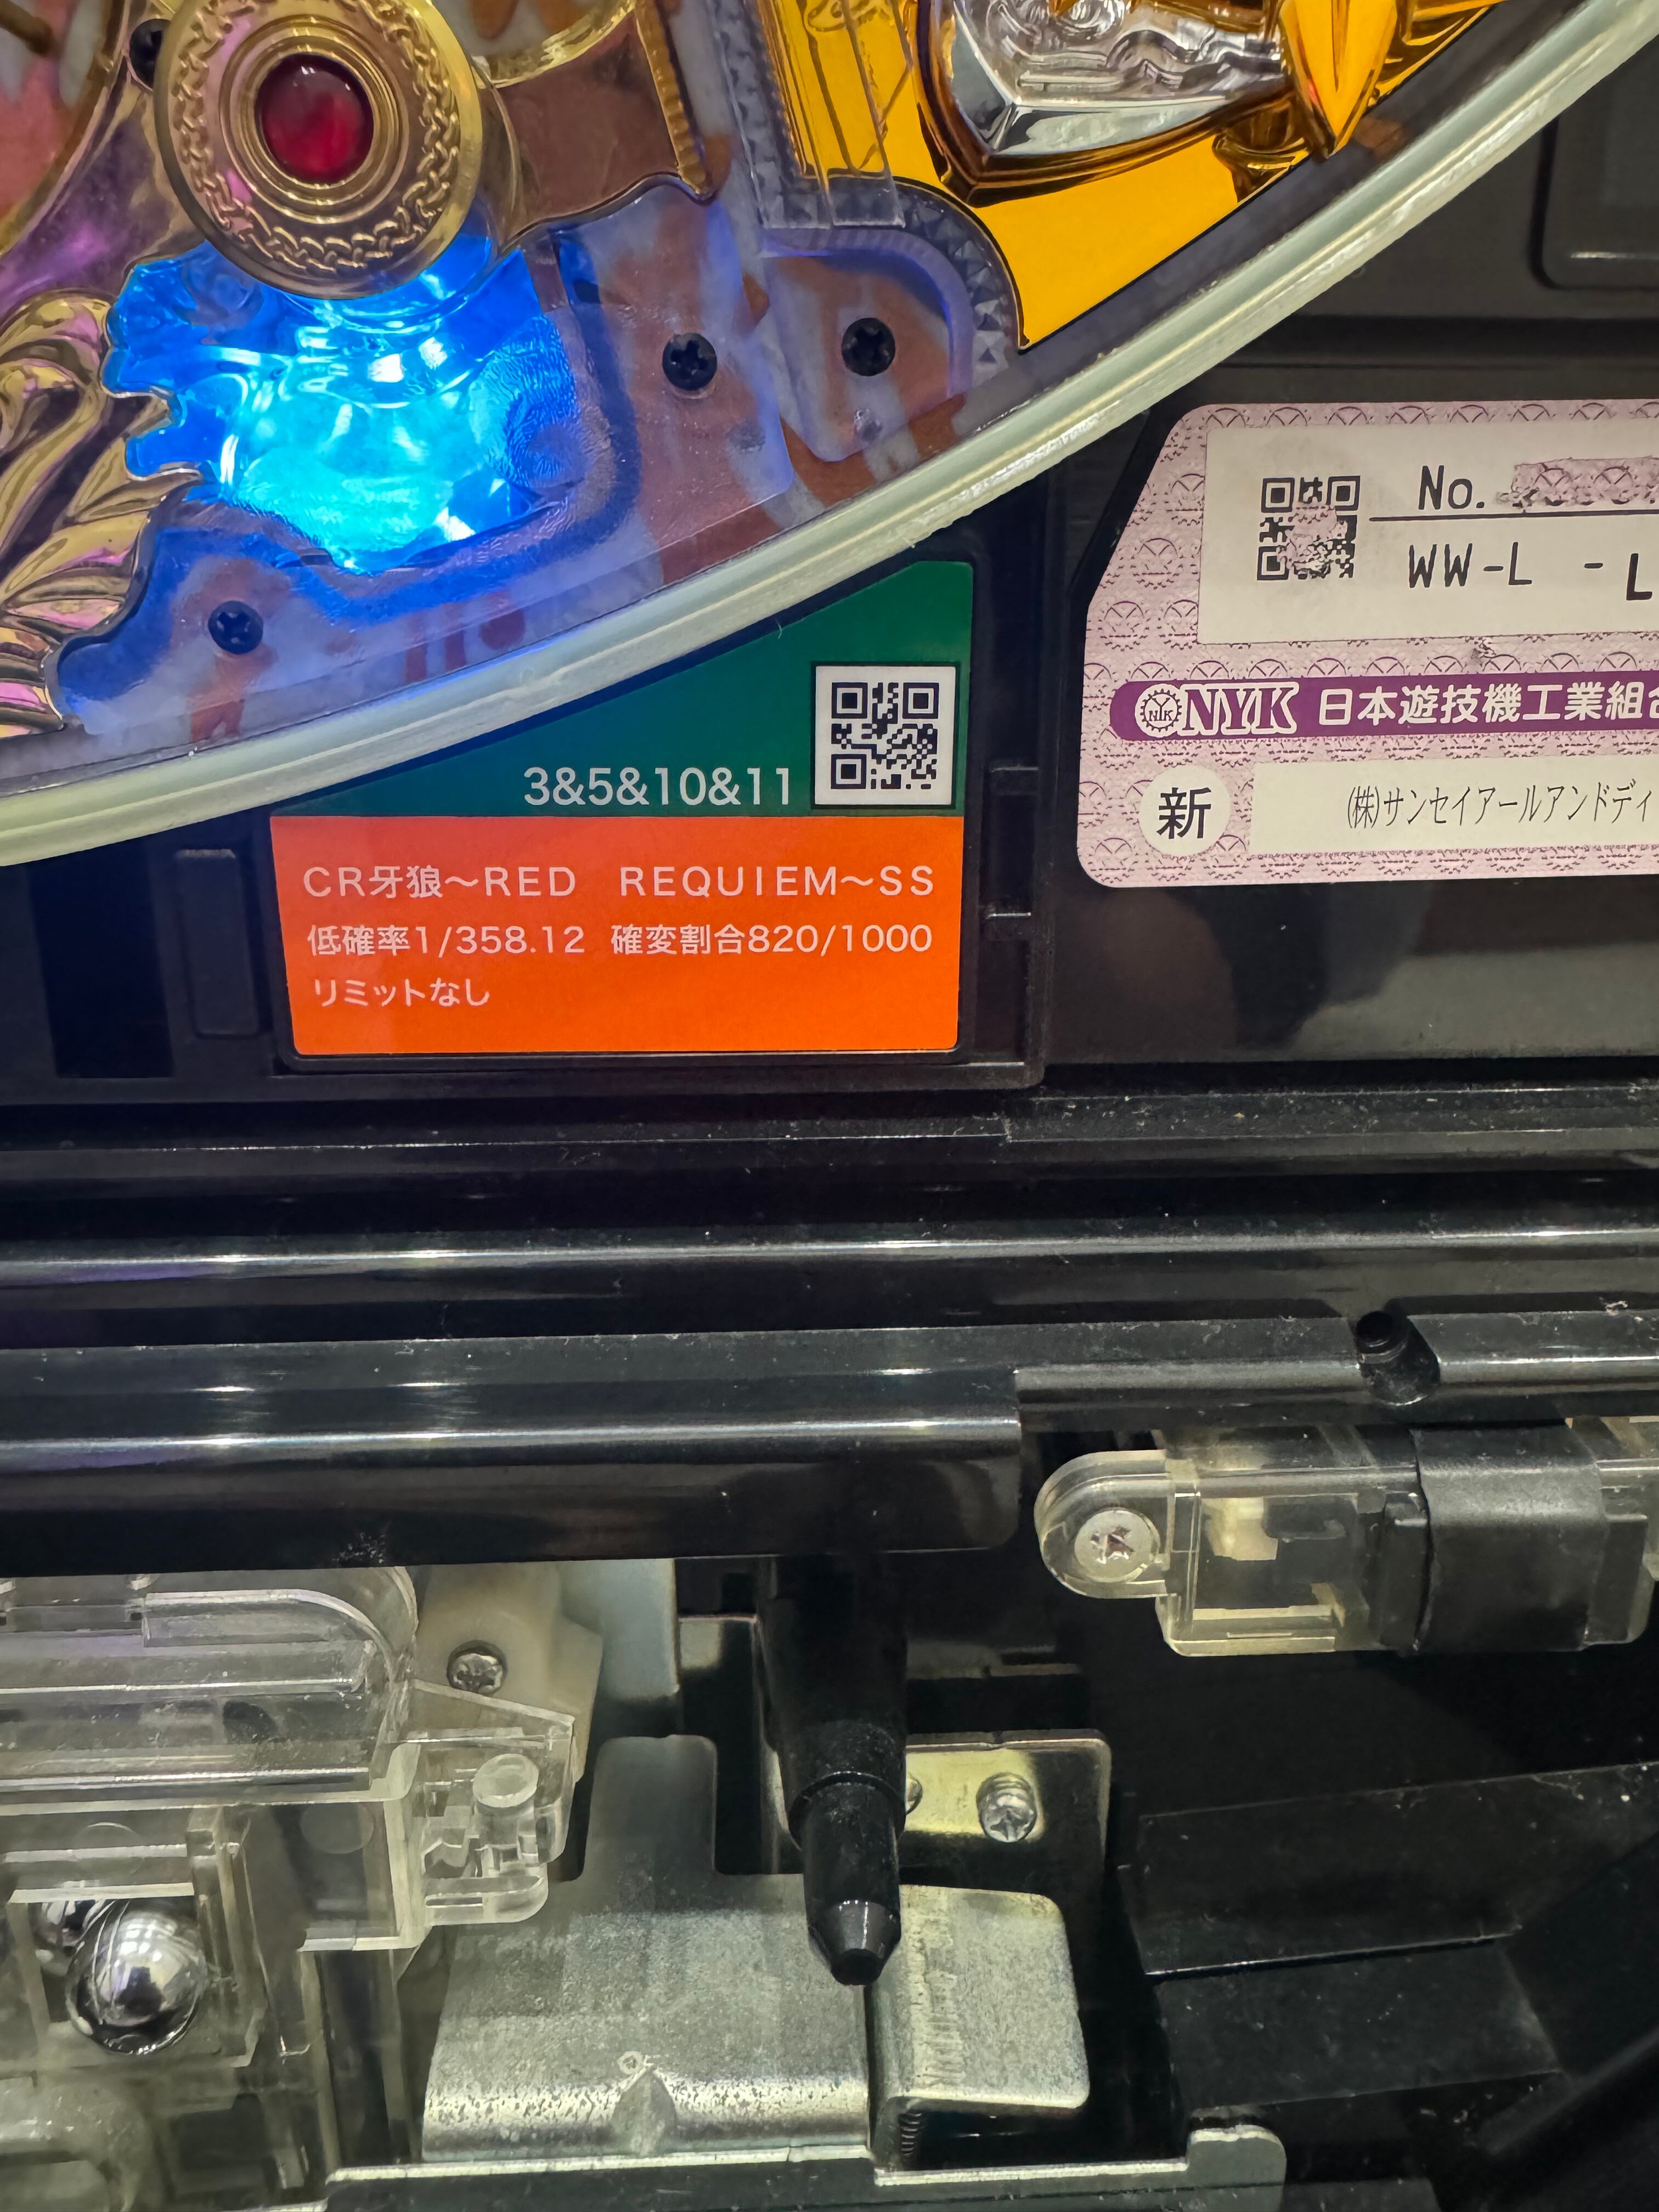 No.
WW-L - L
NYK 日本遊技機工業組合
新 (株)サンセイアールアンドディ
3&5&10&11
CR牙狼～RED REQUIEM～SS
低確率1/358.12 確変割合820/1000
リミットなし